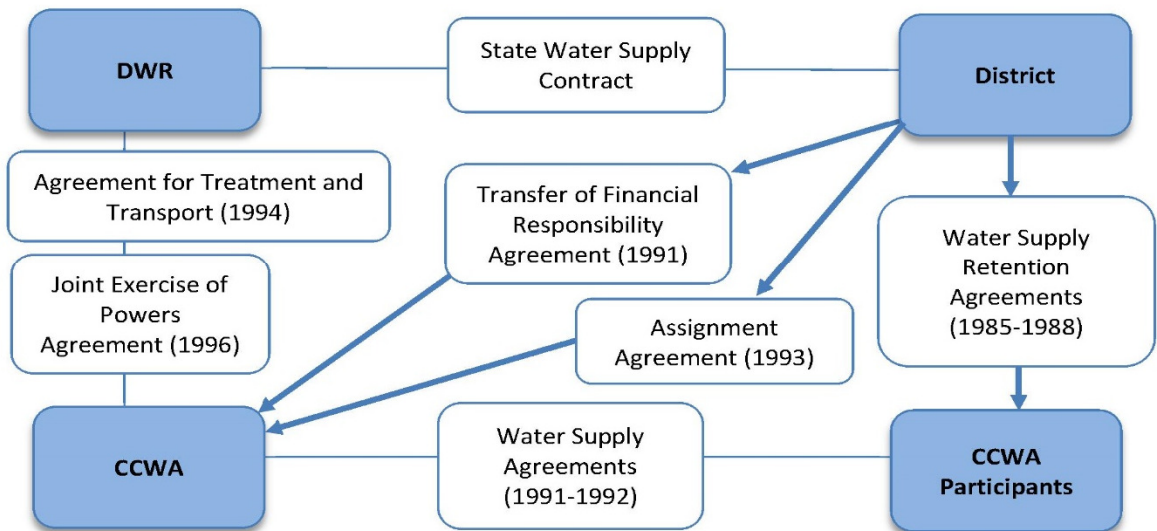 DWR
State Water Supply
Contract
District
Agreement for Treatment and
Transport (1994)
Transfer of Financial
Responsibility
Agreement (1991)
Water Supply
Retention
Agreements
(1985-1988)
Joint Exercise of
Powers
Agreement (1996)
Assignment
Agreement (1993)
CCWA
Water Supply
Agreements
(1991-1992)
CCWA
Participants